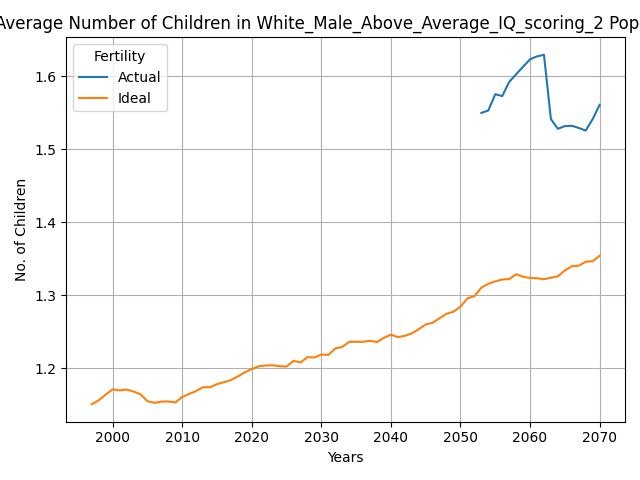 Average Number of Children in White_Male_Above_Average_IQ_scoring_2 Pop
Fertility
Actual
Ideal
No. of Children
1.6
1.5
1.4
1.3
1.2
2000 2010 2020 2030 2040 2050 2060 2070
Years